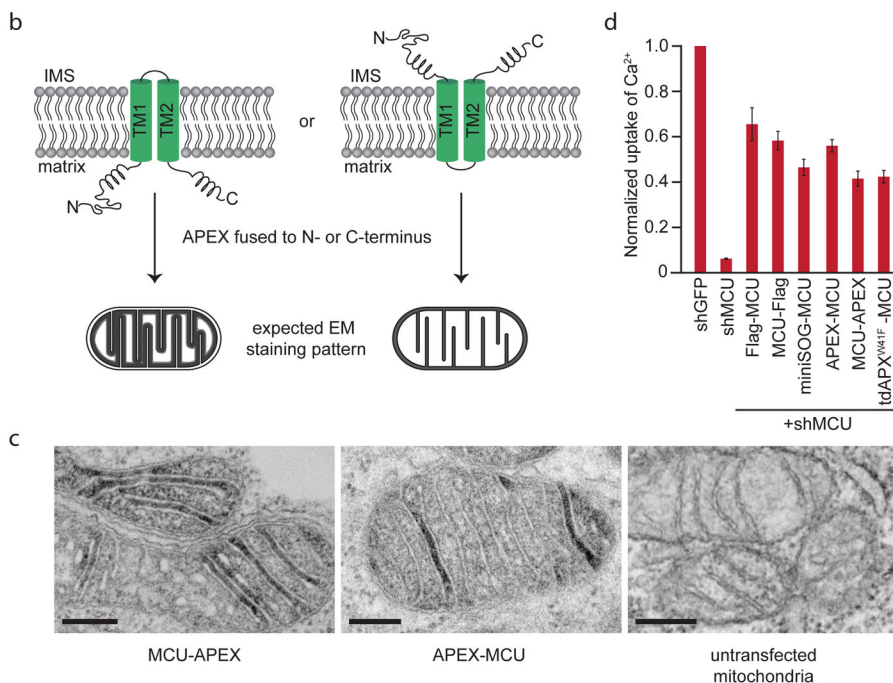 b
IMS
TM1
TM2
matrix
N
C
or
N
C
IMS
TM1
TM2
matrix
APEX fused to N- or C-terminus
expected EM
staining pattern
d
Normalized uptake of Ca²⁺
1.0
0.8
0.6
0.4
0.2
0
shGFP
shMCU
Flag-MCU
MCU-Flag
miniSOG-MCU
APEX-MCU
MCU-APEX
tdAPX^W41F -MCU
+shMCU
c
MCU-APEX
APEX-MCU
untransfected
mitochondria